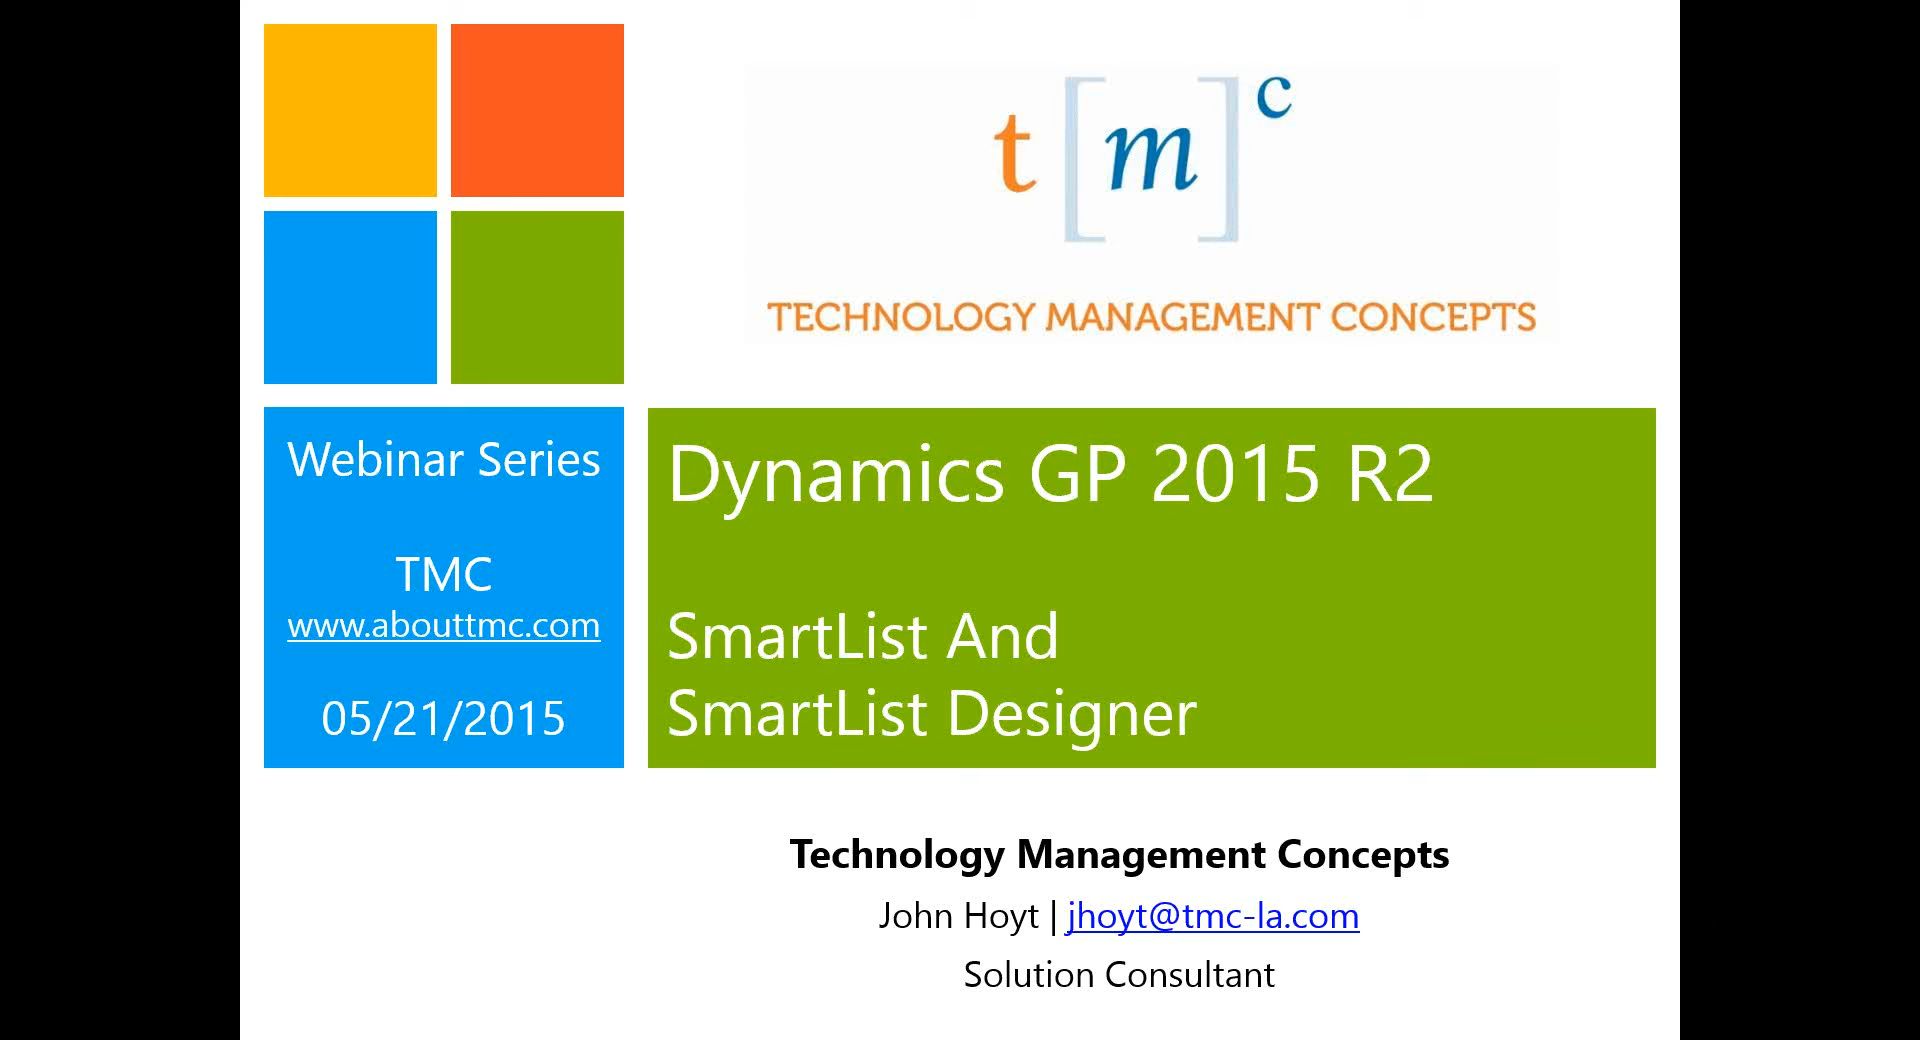 t [m] c
TECHNOLOGY MANAGEMENT CONCEPTS
Webinar Series
TMC
www.abouttmc.com
05/21/2015
Dynamics GP 2015 R2
SmartList And
SmartList Designer
Technology Management Concepts
John Hoyt | jhoyt@tmc-la.com
Solution Consultant